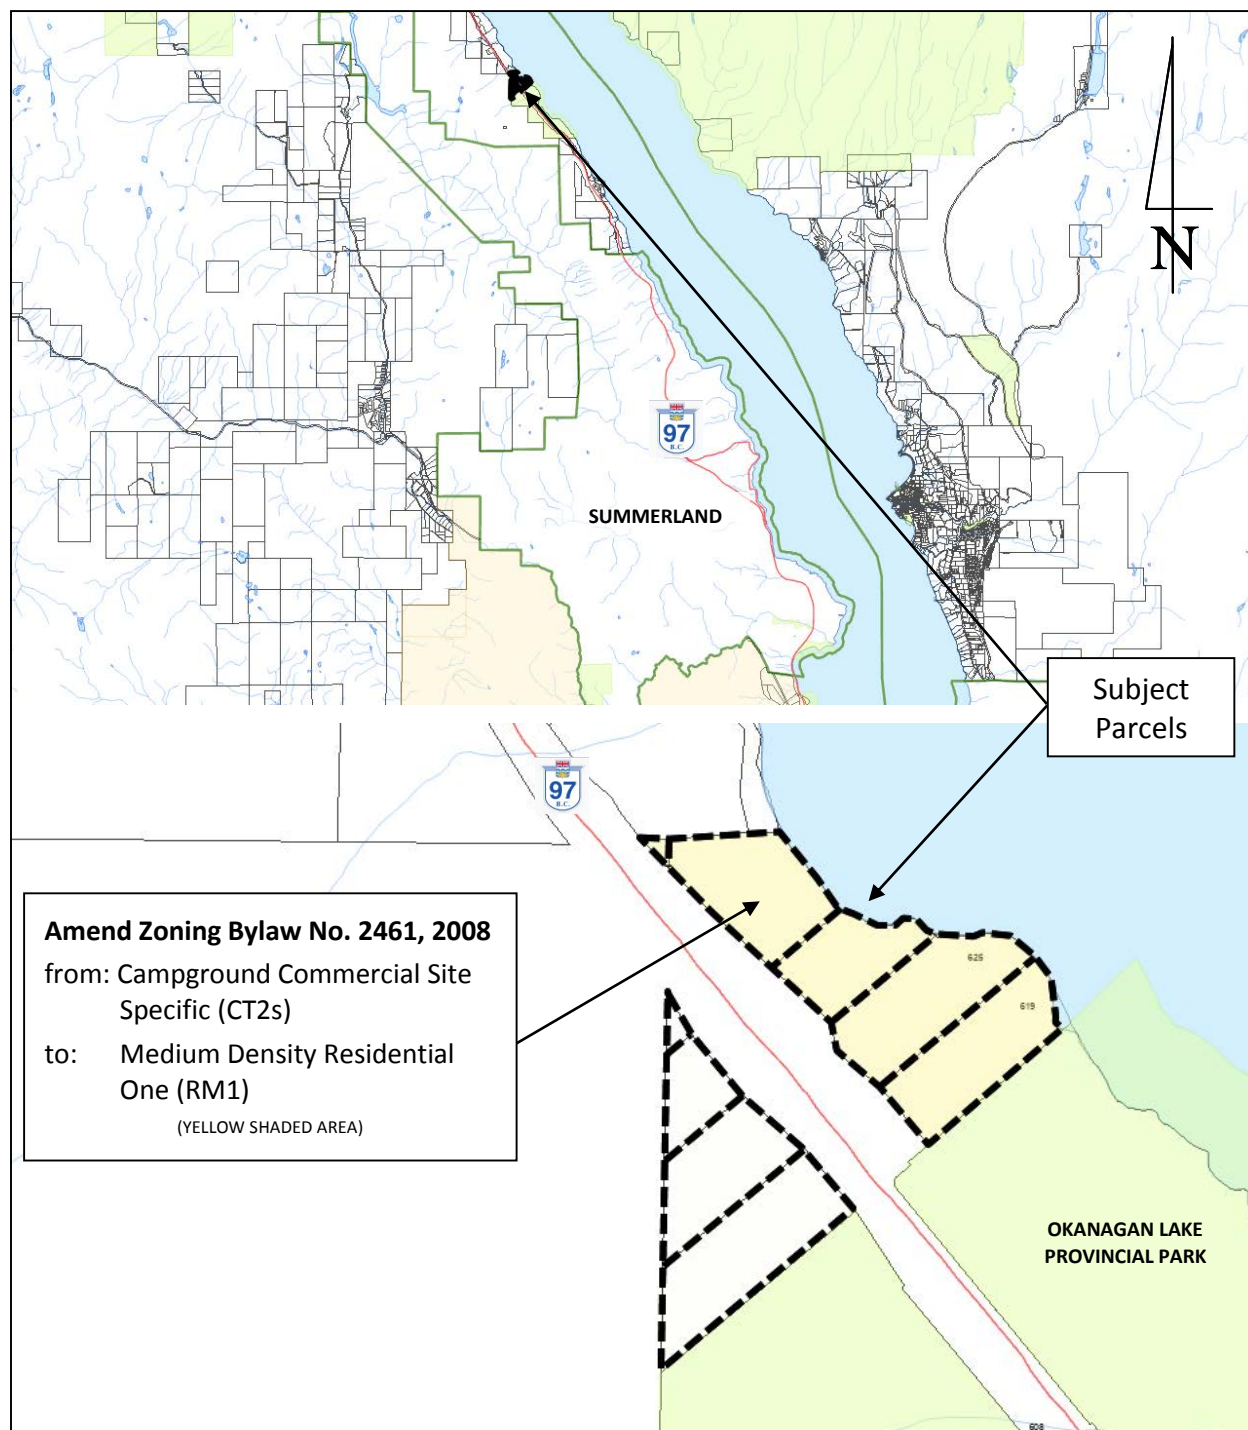 97
B.C.
SUMMERLAND
N
Subject
Parcels
97
B.C.
Amend Zoning Bylaw No. 2461, 2008
from: Campground Commercial Site
Specific (CT2s)
to: Medium Density Residential
One (RM1)
(YELLOW SHADED AREA)
625
619
OKANAGAN LAKE
PROVINCIAL PARK
608